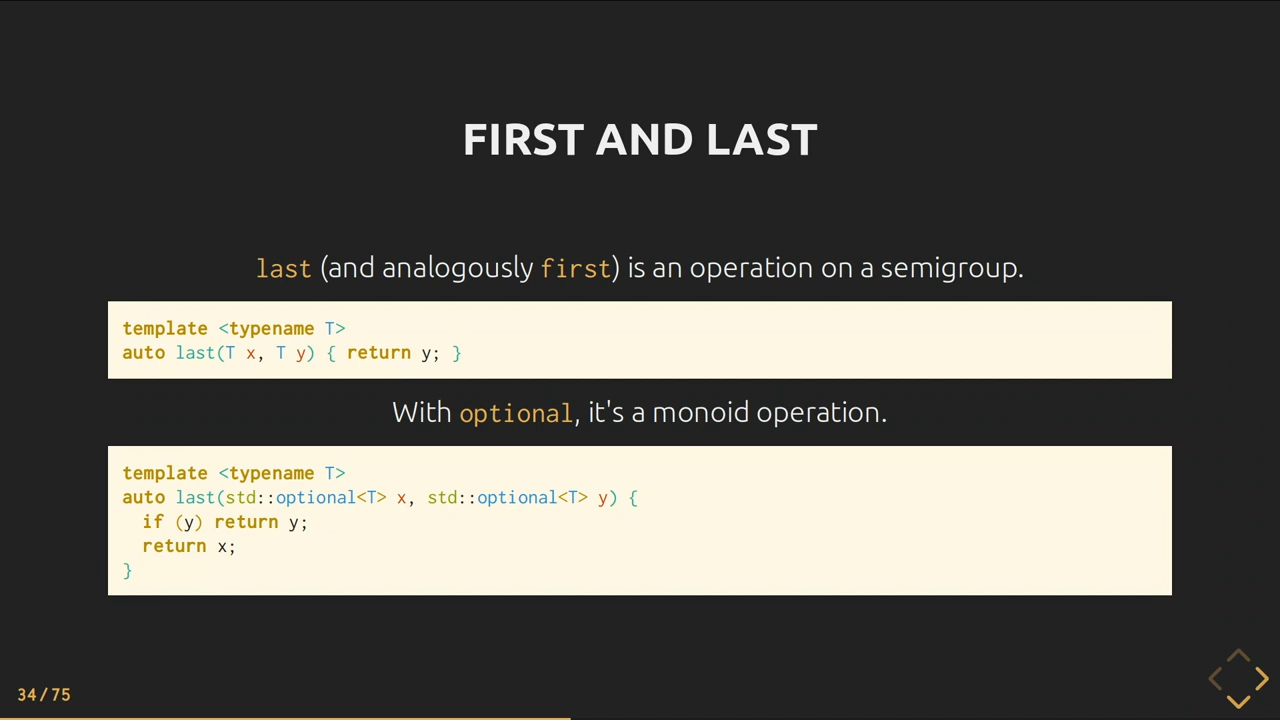 FIRST AND LAST
last (and analogously first) is an operation on a semigroup.
template <typename T>
auto last(T x, T y) { return y; }
With optional, it's a monoid operation.
template <typename T>
auto last(std::optional<T> x, std::optional<T> y) {
  if (y) return y;
  return x;
}
34/75